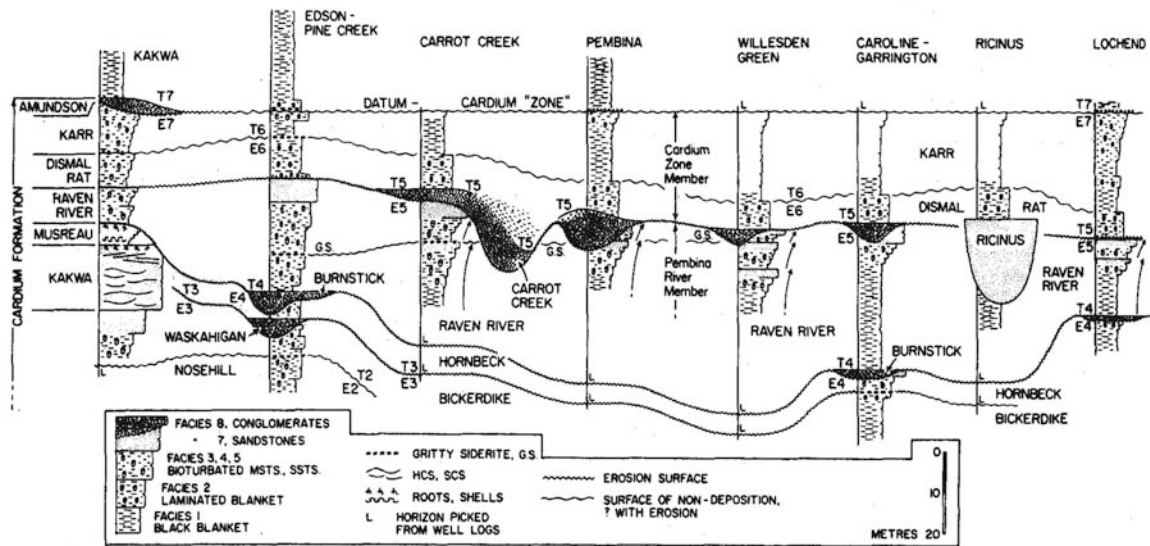 EDSON-
PINE CREEK
KAKWA
CARROT CREEK
PEMBINA
WILLESDEN
GREEN
CAROLINE-
GARRINGTON
RICINUS
LOCHEND
CARDIUM FORMATION
AMUNDSON
KARR
DISMAL
RAT
RAVEN
RIVER
MUSREAU
KAKWA
DATUM
CARDIUM "ZONE"
T7
E7
T6
E6
T5
E5
T5
T5
G.S.
CARROT
CREEK
T5
G.S.
Cardium
Zone
Member
Pembina
River
Member
L
L
L
T6
E6
T5
E5
G.S.
KARR
DISMAL
RAT
RICINUS
T7
E7
T5
E5
RAVEN
RIVER
T4
E4
T3
E3
T4
E4
BURNSTICK
WASKAHIGAN
NOSEHILL
L
T2
E2
T3
E3
RAVEN RIVER
HORNBECK
BICKERDIKE
L
L
L
L
L
L
RAVEN RIVER
T4
E4
BURNSTICK
L
L
HORNBECK
BICKERDIKE
FACIES 8, CONGLOMERATES
" 7, SANDSTONES
FACIES 3, 4, 5
BIOTURBATED MSTS., SSTS.
FACIES 2
LAMINATED BLANKET
FACIES 1
BLACK BLANKET
GRITTY SIDERITE, G.S.
HCS, SCS
ROOTS, SHELLS
L HORIZON PICKED
FROM WELL LOGS
EROSION SURFACE
SURFACE OF NON-DEPOSITION,
? WITH EROSION
0
10
METRES 20